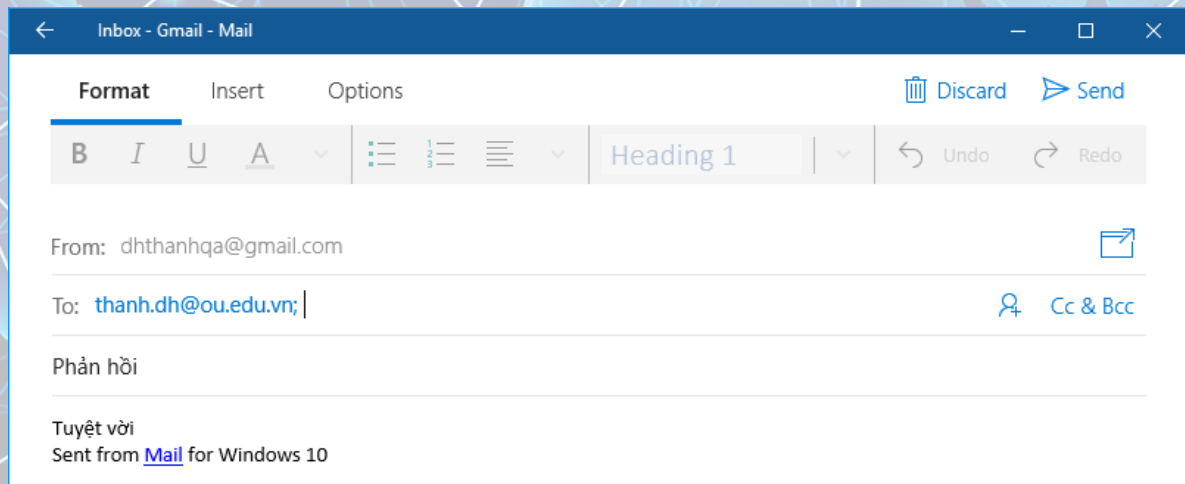 Inbox - Gmail - Mail
Format Insert Options Discard Send
B I U A Heading 1 Undo Redo
From: dhthanhqa@gmail.com
To: thanh.dh@ou.edu.vn; Cc & Bcc
Phản hồi
Tuyệt vời
Sent from Mail for Windows 10